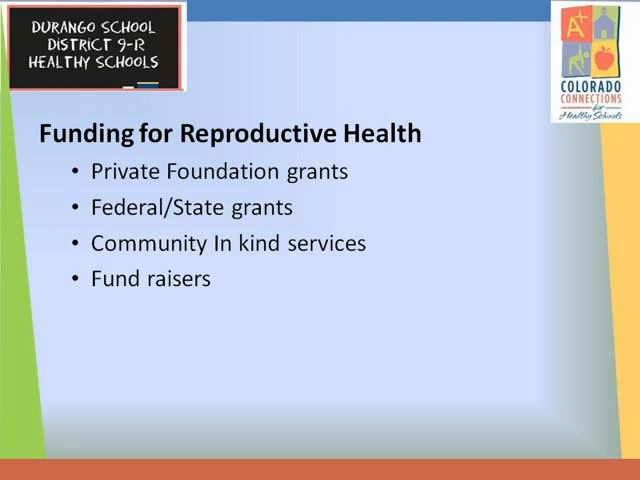 DURANGO SCHOOL
DISTRICT 9-R
HEALTHY SCHOOLS
A+
COLORADO
CONNECTIONS
for
Healthy Schools
Funding for Reproductive Health
• Private Foundation grants
• Federal/State grants
• Community In kind services
• Fund raisers